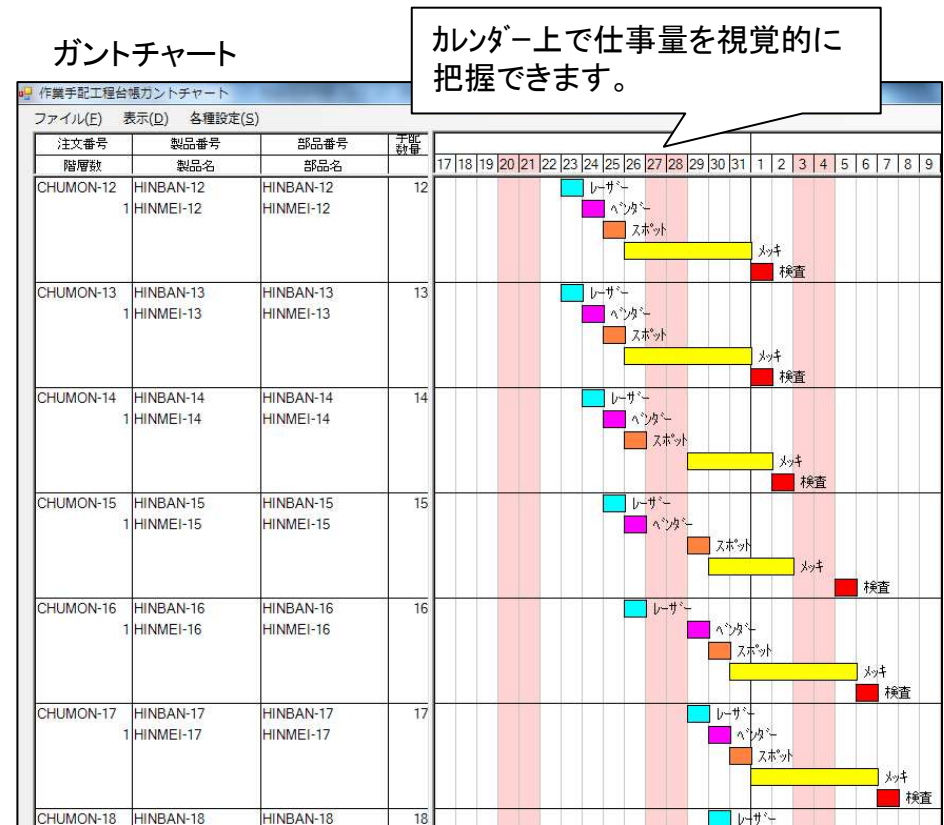 ガントチャート
カレンダー上で仕事量を視覚的に
把握できます。
作業手配工程台帳ガントチャート
ファイル(F) 表示(D) 各種設定(S)
注文番号 製品番号 部品番号 手配数量
階層数 製品名 部品名
17 18 19 20 21 22 23 24 25 26 27 28 29 30 31 1 2 3 4 5 6 7 8 9
CHUMON-12 HINBAN-12 HINBAN-12 12 レーザー
1 HINMEI-12 HINMEI-12 ベンダー
スポット
メッキ
検査
CHUMON-13 HINBAN-13 HINBAN-13 13 レーザー
1 HINMEI-13 HINMEI-13 ベンダー
スポット
メッキ
検査
CHUMON-14 HINBAN-14 HINBAN-14 14 レーザー
1 HINMEI-14 HINMEI-14 ベンダー
スポット
メッキ
検査
CHUMON-15 HINBAN-15 HINBAN-15 15 レーザー
1 HINMEI-15 HINMEI-15 ベンダー
スポット
メッキ
検査
CHUMON-16 HINBAN-16 HINBAN-16 16 レーザー
1 HINMEI-16 HINMEI-16 ベンダー
スポット
メッキ
検査
CHUMON-17 HINBAN-17 HINBAN-17 17 レーザー
1 HINMEI-17 HINMEI-17 ベンダー
スポット
メッキ
検査
CHUMON-18 HINBAN-18 HINBAN-18 18 レーザー